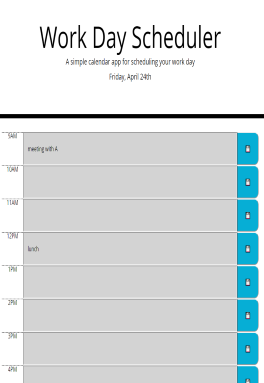 Work Day Scheduler
A simple calendar app for scheduling your work day
Friday, April 24th
9AM
meeting with A
10AM
11AM
12PM
lunch
1PM
2PM
3PM
4PM